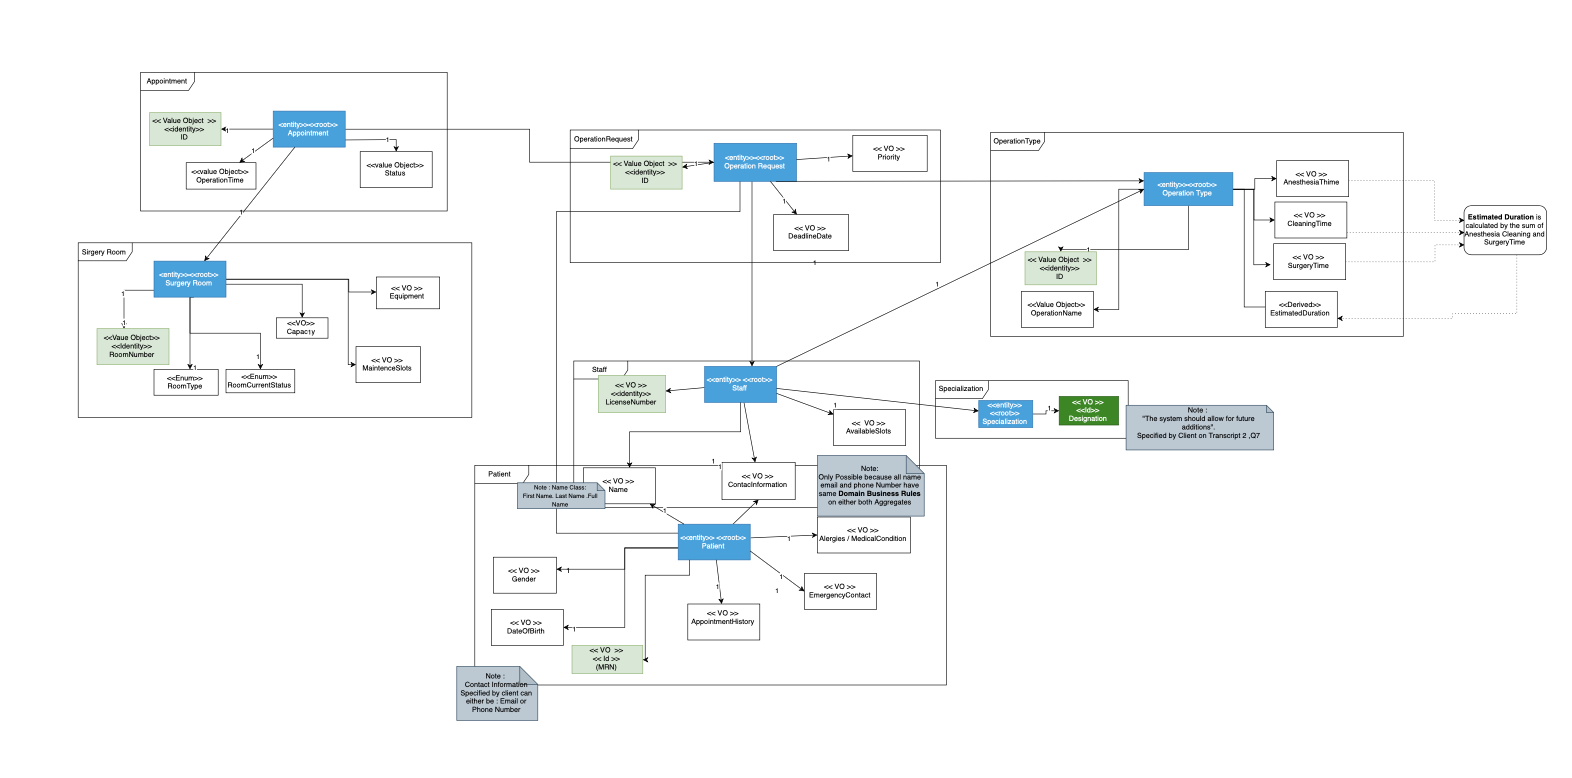 Appointment
<< Value Object  >>
<<identity>>
ID
<entity>><<root>>
Appointment
1
1
1
<<value Object>>
OperationTime
<<value Object>>
Status
1
OperationRequest
<< Value Object  >>
<<identity>>
ID
1
<entity>><<root>>
Operation Request
1
<< VO >>
Priority
1
<< VO >>
DeadlineDate
1
OperationType
<entity>><<root>>
Operation Type
<< VO >>
AnesthesiaThime
<< VO >>
CleaningTime
<< VO >>
SurgeryTime
<<Derived>>
EstimatedDuration
1
<< Value Object  >>
<<identity>>
ID
<<Value Object>>
OperationName
1
Estimated Duration is
calculated by the sum of
Anesthesia Cleaning and
SurgeryTime
Sirgery Room
<entity>><<root>>
Surgery Room
1
1
<<Vaue Object>>
<<Identity>>
RoomNumber
1
<<Enum>>
RoomType
1
<<Enum>>
RoomCurrentStatus
<<VO>>
Capac1y
<< VO >>
Equipment
<< VO >>
MaintenceSlots
1
Staff
<< VO >>
<<identity>
LicenseNumber
<<entity>> <<root>>
Staff
1
<<  VO >>
AvailableSlots
Specialization
<<entity>>
<<root>>
Specialization
1
<< VO >>
<<Id>>
Designation
Note :
"The system should allow for future
additions".
Specified by Client on Transcript 2 ,Q7
Patient
<< VO >>
Name
1
1
<< VO >>
ContacInformation
Note : Name Class:
First Name. Last Name .Full
Name
Note:
Only Possible because all name
email and phone Number have
same Domain Business Rules
on either both Aggregates
1
<<entity>> <<root>>
Patient
1
<< VO >>
Alergies / MedicalCondition
1
<< VO >>
Gender
1
1
1
<< VO >>
EmergencyContact
<< VO >>
AppointmentHistory
1
<< VO >>
DateOfBirth
<< VO  >>
<< Id >>
(MRN)
Note :
Contact Information
Specified by client can
either be : Email or
Phone Number